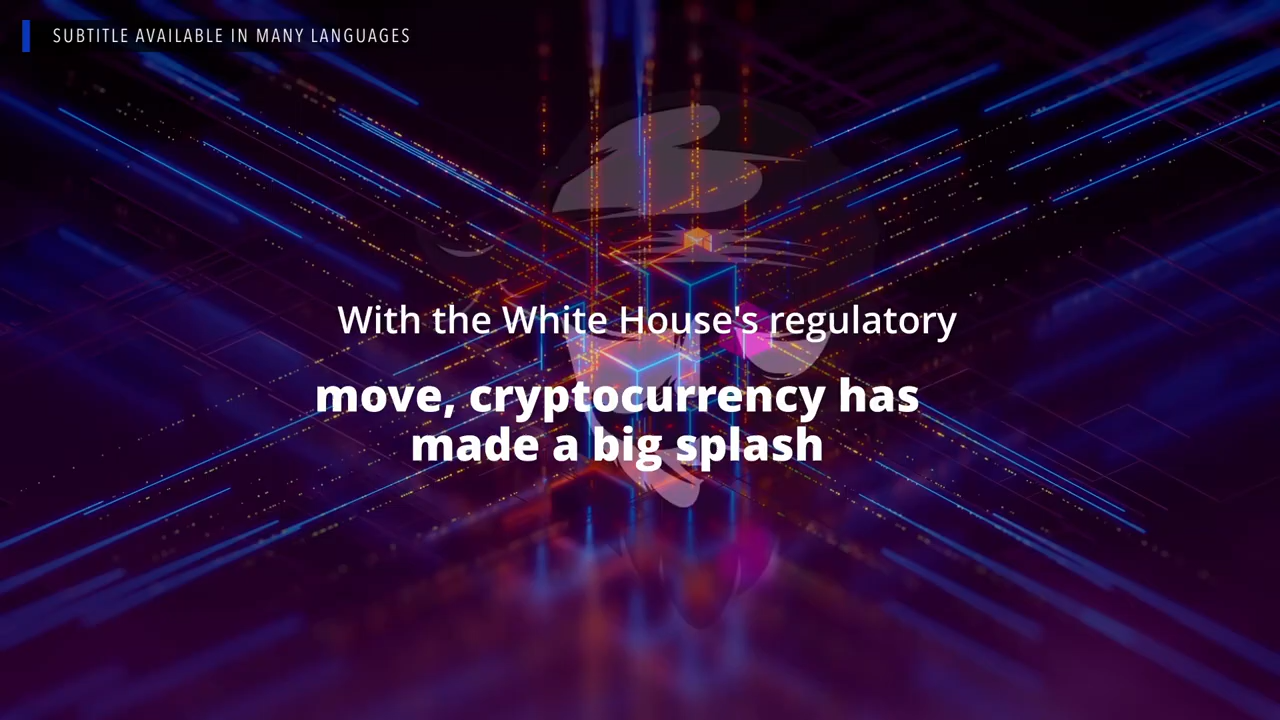 SUBTITLE AVAILABLE IN MANY LANGUAGES
With the White House's regulatory
move, cryptocurrency has
made a big splash